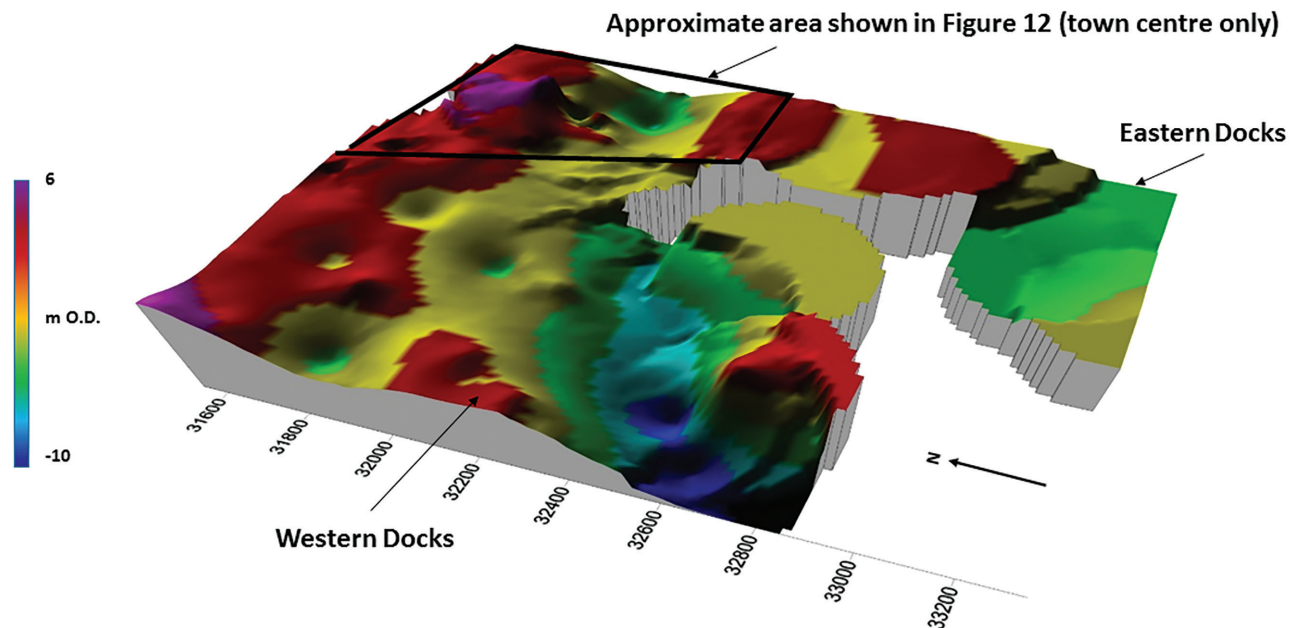 Approximate area shown in Figure 12 (town centre only)
Eastern Docks
6
m O.D.
-10
31600
31800
32000
32200
32400
32600
32800
33000
33200
N
Western Docks